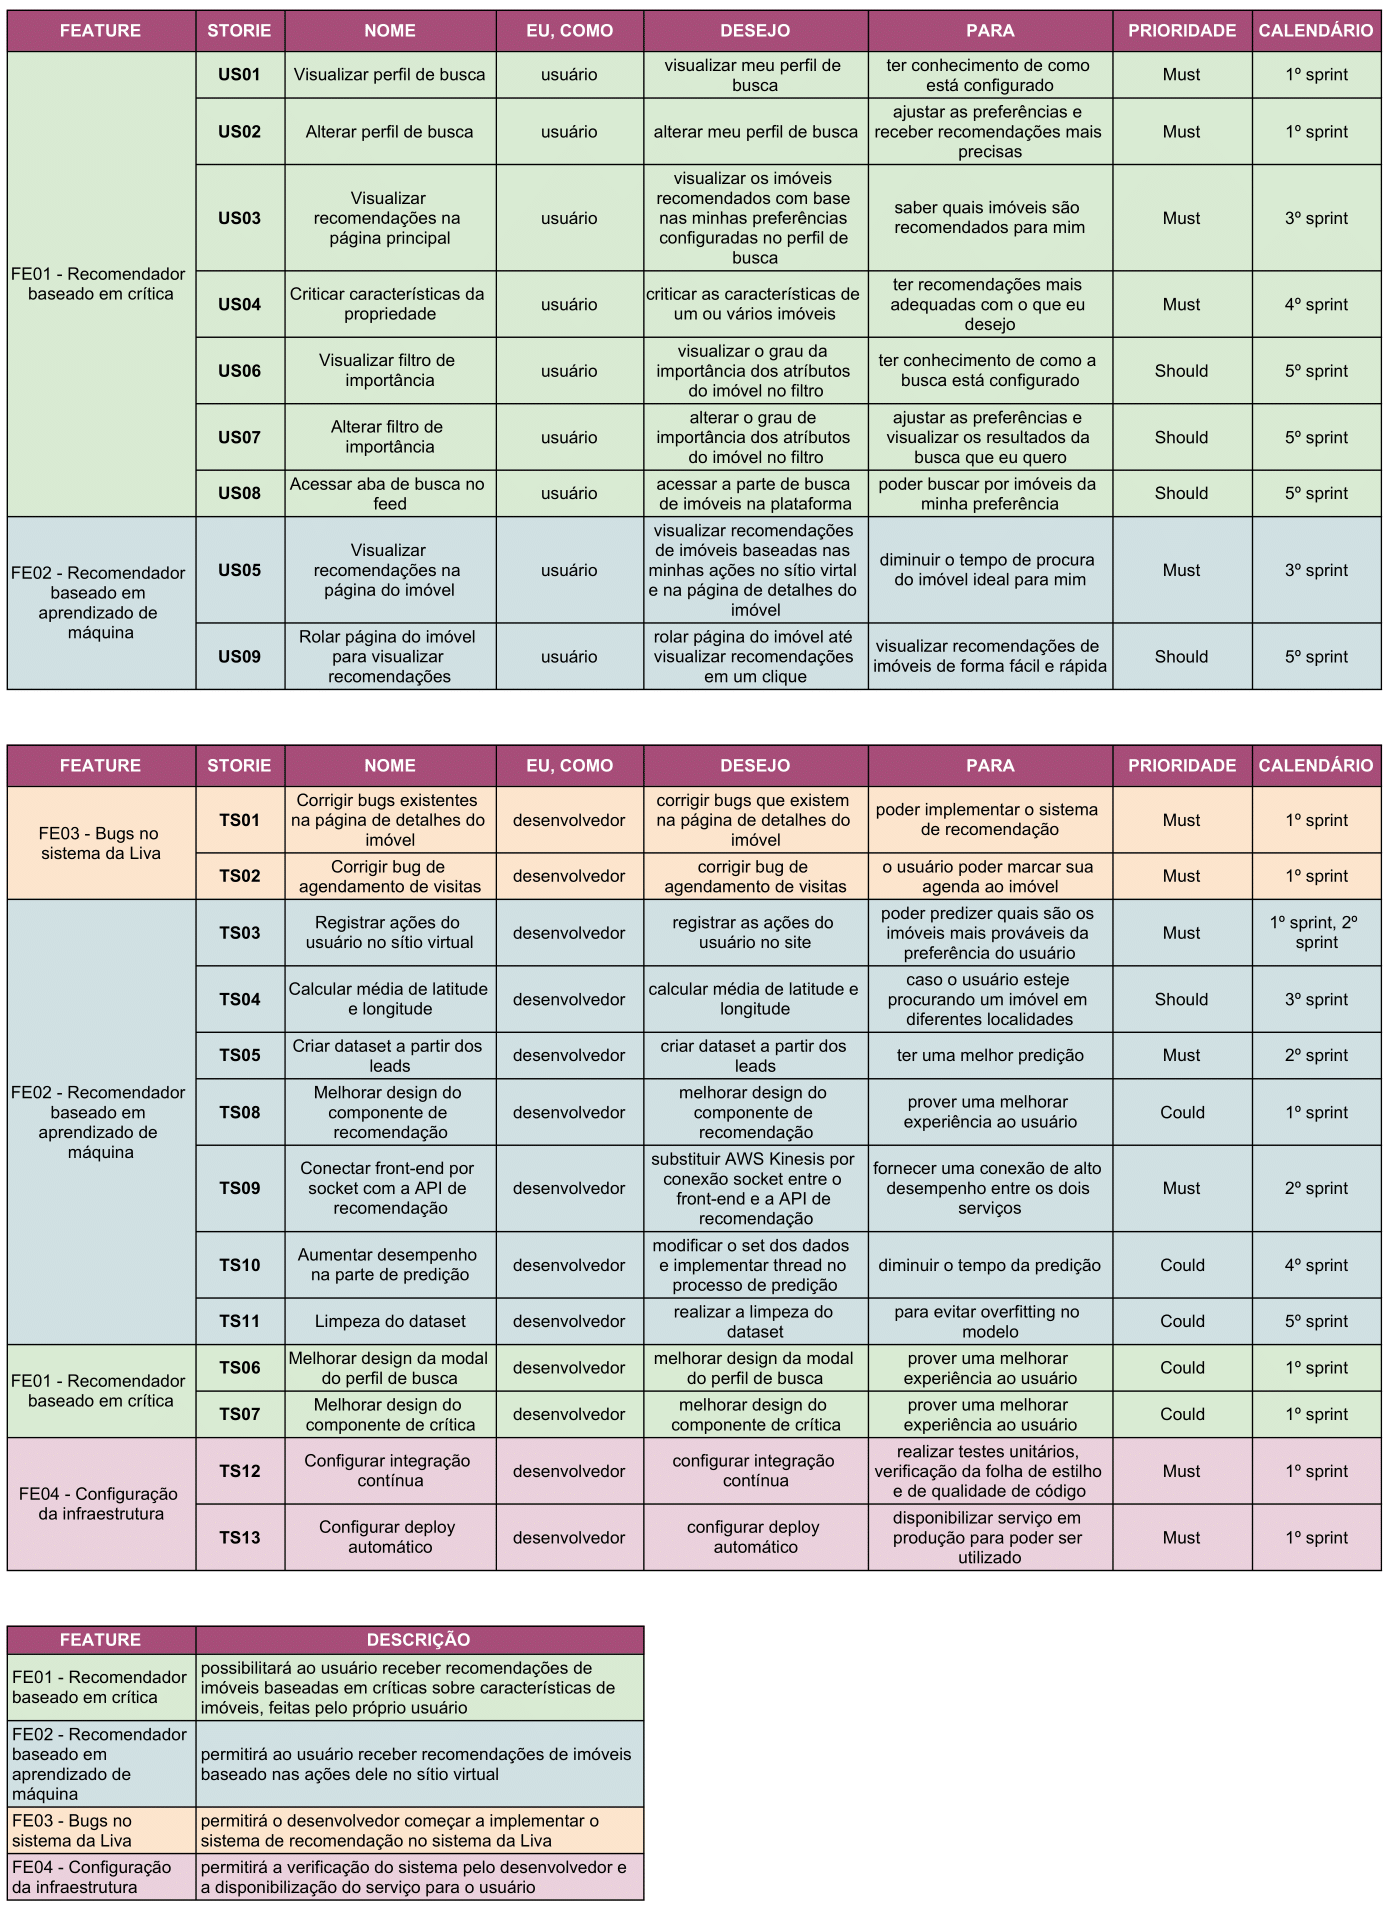 FEATURE STORIE NOME EU, COMO DESEJO PARA PRIORIDADE CALENDÁRIO
FE01 - Recomendador
baseado em crítica
US01 Visualizar perfil de busca usuário
visualizar meu perfil de
busca
ter conhecimento de como
está configurado
Must 1º sprint
US02 Alterar perfil de busca usuário alterar meu perfil de busca
ajustar as preferências e
receber recomendações mais
precisas
Must 1º sprint
US03
Visualizar
recomendações na
página principal
usuário
visualizar os imóveis
recomendados com base
nas minhas preferências
configuradas no perfil de
busca
saber quais imóveis são
recomendados para mim
Must 3º sprint
US04
Criticar características da
propriedade
usuário
criticar as características de
um ou vários imóveis
ter recomendações mais
adequadas com o que eu
desejo
Must 4º sprint
US06
Visualizar filtro de
importância
usuário
visualizar o grau da
importância dos atríbutos
do imóvel no filtro
ter conhecimento de como a
busca está configurado
Should 5º sprint
US07
Alterar filtro de
importância
usuário
alterar o grau de
importância dos atríbutos
do imóvel no filtro
ajustar as preferências e
visualizar os resultados da
busca que eu quero
Should 5º sprint
US08
Acessar aba de busca no
feed
usuário
acessar a parte de busca
de imóveis na plataforma
poder buscar por imóveis da
minha preferência
Should 5º sprint
FE02 - Recomendador
baseado em
aprendizado de
máquina
US05
Visualizar
recomendações na
página do imóvel
usuário
visualizar recomendações
de imóveis baseadas nas
minhas ações no sítio virtal
e na página de detalhes do
imóvel
diminuir o tempo de procura
do imóvel ideal para mim
Must 3º sprint
US09
Rolar página do imóvel
para visualizar
recomendações
usuário
rolar página do imóvel até
visualizar recomendações
em um clique
visualizar recomendações de
imóveis de forma fácil e rápida
Should 5º sprint
FEATURE STORIE NOME EU, COMO DESEJO PARA PRIORIDADE CALENDÁRIO
FE03 - Bugs no
sistema da Liva
TS01
Corrigir bugs existentes
na página de detalhes do
imóvel
desenvolvedor
corrigir bugs que existem
na página de detalhes do
imóvel
poder implementar o sistema
de recomendação
Must 1º sprint
TS02
Corrigir bug de
agendamento de visitas
desenvolvedor
corrigir bug de
agendamento de visitas
o usuário poder marcar sua
agenda ao imóvel
Must 1º sprint
FE02 - Recomendador
baseado em
aprendizado de
máquina
TS03
Registrar ações do
usuário no sítio virtual
desenvolvedor
registrar as ações do
usuário no site
poder predizer quais são os
imóveis mais prováveis da
preferência do usuário
Must
1º sprint, 2º
sprint
TS04
Calcular média de latitude
e longitude
desenvolvedor
calcular média de latitude e
longitude
caso o usuário esteje
procurando um imóvel em
diferentes localidades
Should 3º sprint
TS05
Criar dataset a partir dos
leads
desenvolvedor
criar dataset a partir dos
leads
ter uma melhor predição
Must 2º sprint
TS08
Melhorar design do
componente de
recomendação
desenvolvedor
melhorar design do
componente de
recomendação
prover uma melhorar
experiência ao usuário
Could 1º sprint
TS09
Conectar front-end por
socket com a API de
recomendação
desenvolvedor
substituir AWS Kinesis por
conexão socket entre o
front-end e a API de
recomendação
fornecer uma conexão de alto
desempenho entre os dois
serviços
Must 2º sprint
TS10
Aumentar desempenho
na parte de predição
desenvolvedor
modificar o set dos dados
e implementar thread no
processo de predição
diminuir o tempo da predição
Could 4º sprint
TS11 Limpeza do dataset desenvolvedor
realizar a limpeza do
dataset
para evitar overfitting no
modelo
Could 5º sprint
FE01 - Recomendador
baseado em crítica
TS06
Melhorar design da modal
do perfil de busca
desenvolvedor
melhorar design da modal
do perfil de busca
prover uma melhorar
experiência ao usuário
Could 1º sprint
TS07
Melhorar design do
componente de crítica
desenvolvedor
melhorar design do
componente de crítica
prover uma melhorar
experiência ao usuário
Could 1º sprint
FE04 - Configuração
da infraestrutura
TS12
Configurar integração
contínua
desenvolvedor
configurar integração
contínua
realizar testes unitários,
verificação da folha de estilho
e de qualidade de código
Must 1º sprint
TS13
Configurar deploy
automático
desenvolvedor
configurar deploy
automático
disponibilizar serviço em
produção para poder ser
utilizado
Must 1º sprint
FEATURE DESCRIÇÃO
FE01 - Recomendador
baseado em crítica
possibilitará ao usuário receber recomendações de
imóveis baseadas em críticas sobre características de
imóveis, feitas pelo próprio usuário
FE02 - Recomendador
baseado em
aprendizado de
máquina
permitirá ao usuário receber recomendações de imóveis
baseado nas ações dele no sítio virtual
FE03 - Bugs no
sistema da Liva
permitirá o desenvolvedor começar a implementar o
sistema de recomendação no sistema da Liva
FE04 - Configuração
da infraestrutura
permitirá a verificação do sistema pelo desenvolvedor e
a disponibilização do serviço para o usuário